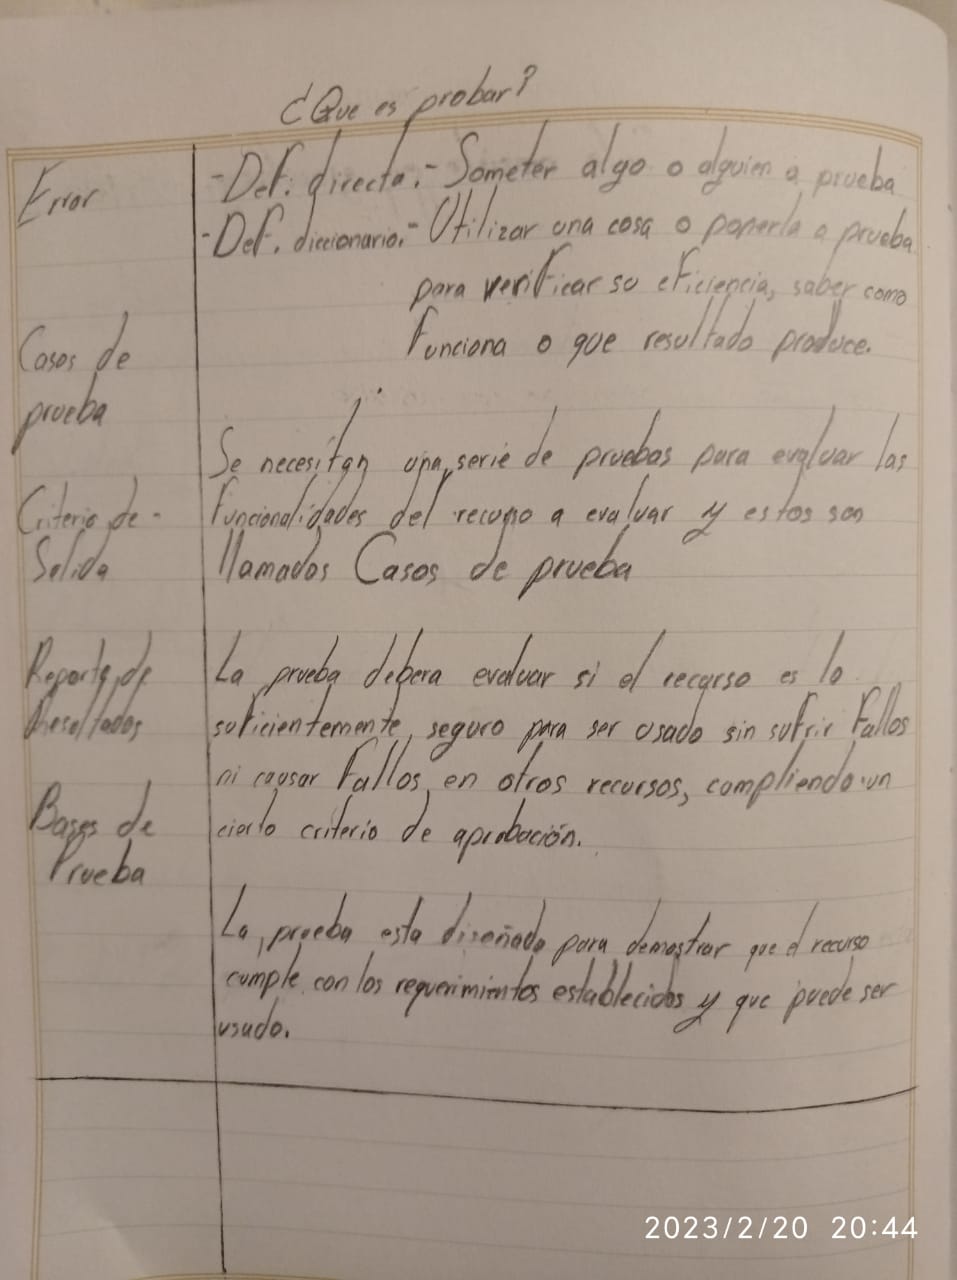 ¿Que es probar?
Error
Casos de
prueba
Criterio de -
Salida
Reporte de
Resultados
Bases de
Prueba
- Def. directa.- Someter algo o alguien a prueba
- Def. diccionario.- Utilizar una cosa o ponerla a prueba
para verificar su eficiencia, saber como
funciona o que resultado produce.
Se necesitan una serie de pruebas para evaluar las
funcionalidades del recurso a evaluar y estos son
llamados Casos de prueba
La prueba debera evaluar si el recurso es lo
suficientemente seguro para ser usado sin sufrir fallos
ni causar fallos en otros recursos, compliendo un
cierto criterio de aprobación.
La prueba esta diseñada para demostrar que el recurso
cumple con los requerimientos establecidos y que puede ser
usado.
2023/2/20 20:44